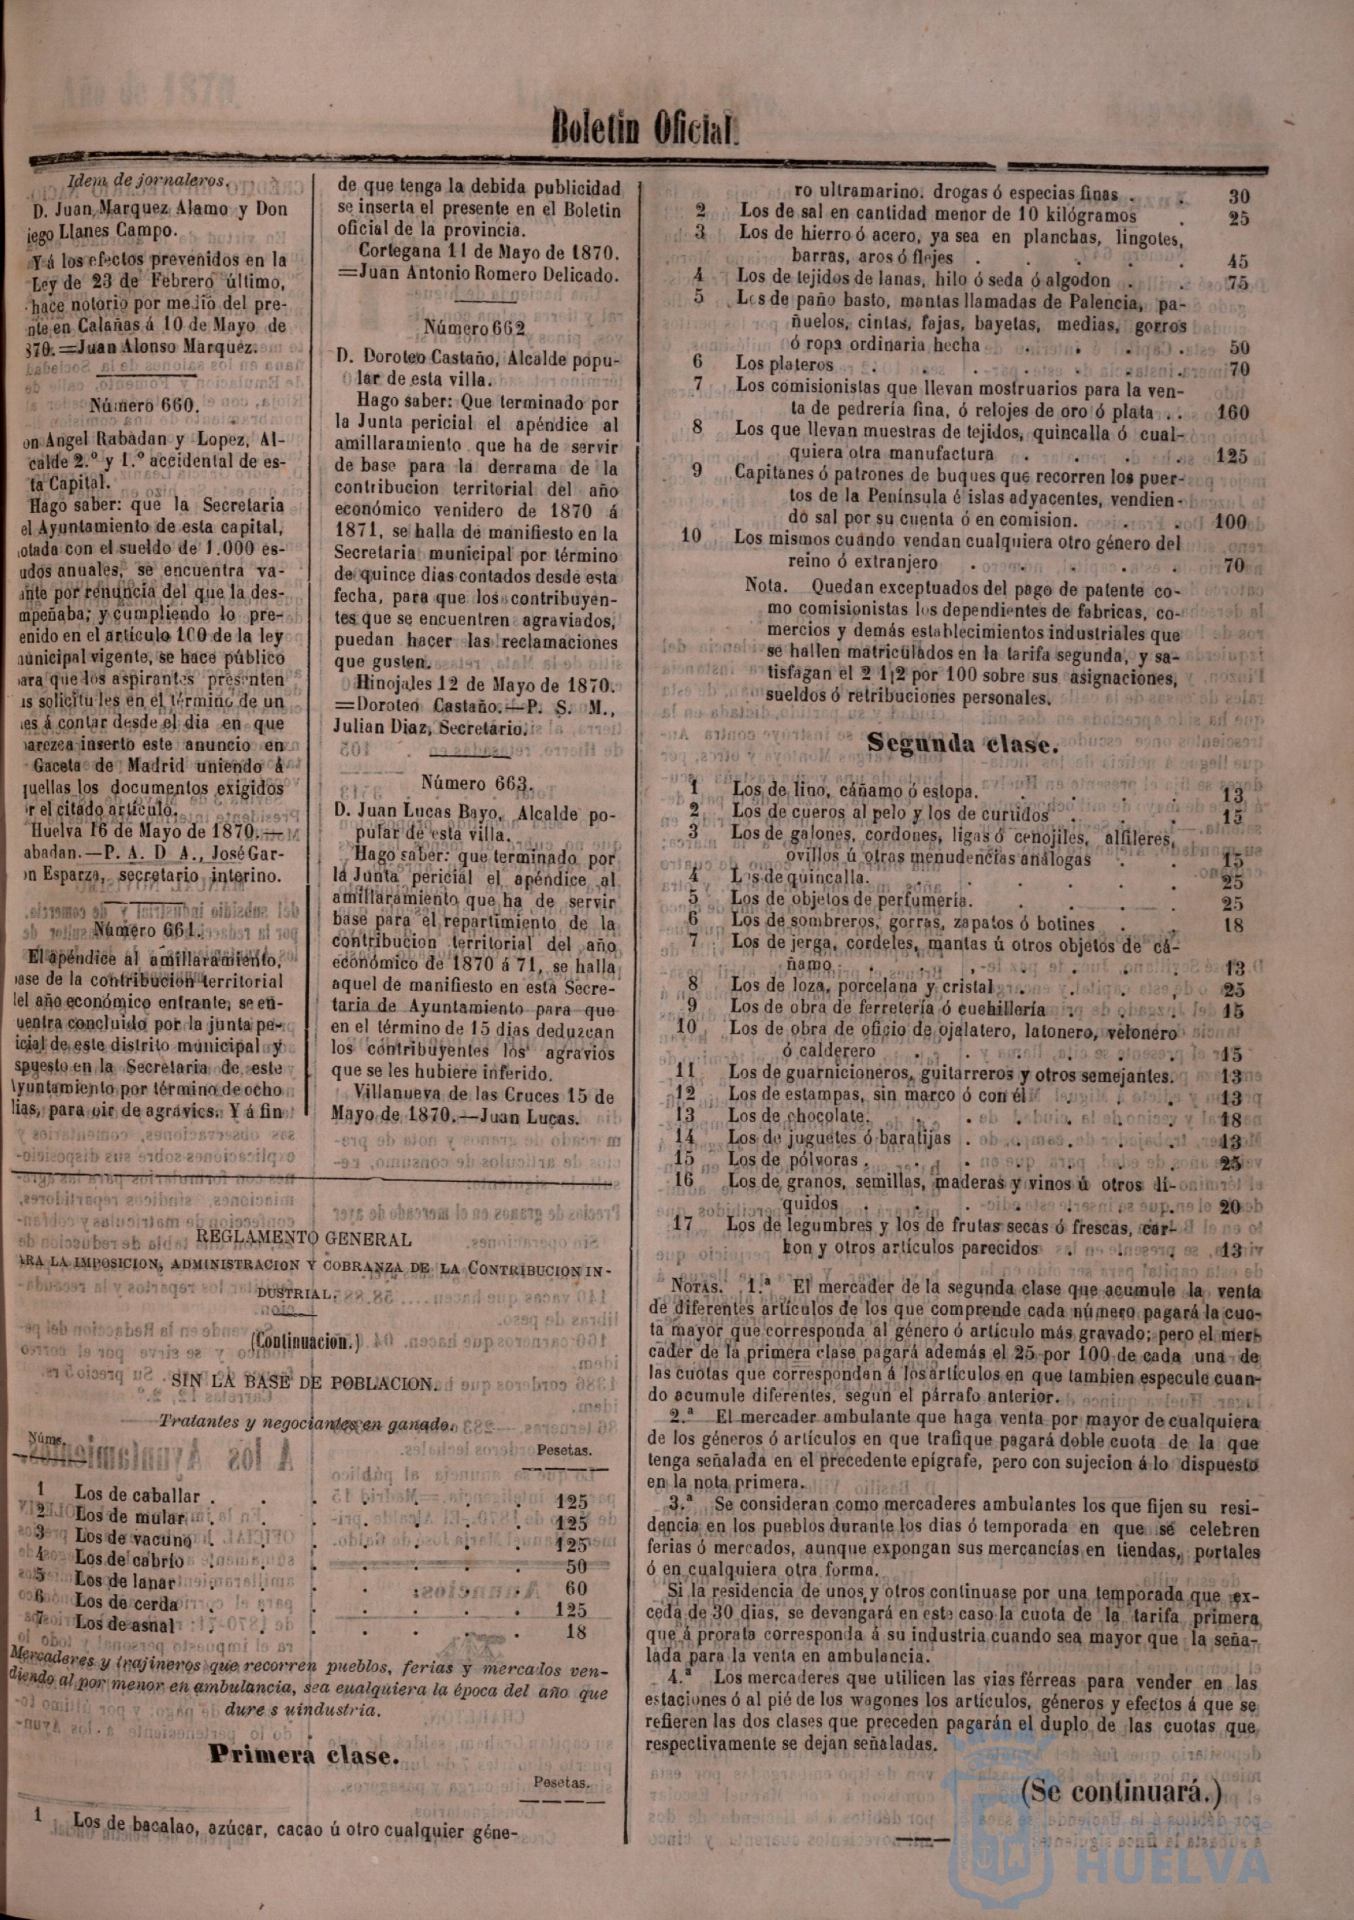 Boletin Oficial.
Idem de jornaleros.
D. Juan Marquez Alamo y Don
iego Llanes Campo.
Y á los efectos prevenidos en la
Ley de 23 de Febrero último,
hace notorio por medio del pre-
nte en Calañas á 10 de Mayo de
870.=Juan Alonso Marquez.
Número 660.
on Angel Rabadan y Lopez, Al-
calde 2.º y 1.º accidental de es-
ta Capital.
Hago saber: que la Secretaria
el Ayuntamiento de esta capital,
otada con el sueldo de 1.000 es-
udos anuales, se encuentra va-
ante por renuncia del que la des-
mpeñaba; y cumpliendo lo pre-
enido en el artículo 100 de la ley
unicipal vigente, se hace público
ara que los aspirantes presenten
us solicitudes en el término de un
es á contar desde el dia en que
arezca inserto este anuncio en
Gaceta de Madrid uniendo á
quellas los documentos exigidos
r el citado artículo.
Huelva 16 de Mayo de 1870.—
abadan.—P. A. D A., José Gar-
n Esparza, secretario interino.
Número 661.
El apéndice al amillaramiento,
ase de la contribucion territorial
lel año económico entrante, se en-
uentra concluido por la junta pe-
icial de este distrito municipal y
spuesto en la Secretaria de este
Ayuntamiento por término de ocho
lias, para oir de agravios. Y á fin
de que tenga la debida publicidad
se inserta el presente en el Boletin
oficial de la provincia.
Cortegana 11 de Mayo de 1870.
=Juan Antonio Romero Delicado.
Número 662.
D. Doroteo Castaño, Alcalde popu-
lar de esta villa.
Hago saber: Que terminado por
la Junta pericial el apéndice al
amillaramiento que ha de servir
de base para la derrama de la
contribucion territorial del año
económico venidero de 1870 á
1871, se halla de manifiesto en la
Secretaria municipal por término
de quince dias contados desde esta
fecha, para que los contribuyen-
tes que se encuentren agraviados,
puedan hacer las reclamaciones
que gusten.
Hinojales 12 de Mayo de 1870.
=Doroteo Castaño.—P. S. M.,
Julian Diaz, Secretario.
Número 663.
D. Juan Lucas Bayo, Alcalde po-
pular de esta villa.
Hago saber: que terminado por
la Junta pericial el apéndice al
amillaramiento que ha de servir
base para el repartimiento de la
contribucion territorial del año
económico de 1870 á 71, se halla
aquel de manifiesto en esta Secre-
taria de Ayuntamiento para que
en el término de 15 dias deduzcan
los contribuyentes los agravios
que se les hubiere inferido.
Villanueva de las Cruces 15 de
Mayo de 1870.—Juan Lucas.
REGLAMENTO GENERAL
ARA LA IMPOSICION, ADMINISTRACION Y COBRANZA DE LA CONTRIBUCION IN-
DUSTRIAL.
(Continuacion.)
SIN LA BASE DE POBLACION.
Tratantes y negociantes en ganado.
Núms. Pesetas.
1 Los de caballar . . . . . . . 125
2 Los de mular . . . . . . . 125
3 Los de vacuno . . . . . . . 125
4 Los de cabrío . . . . . . . 50
5 Los de lanar . . . . . . . 60
6 Los de cerda . . . . . . . 125
7 Los de asnal . . . . . . . 18
Mercaderes y trajineros que recorren pueblos, ferias y mercados ven-
diendo al por menor en ambulancia, sea cualquiera la época del año que
dure s uindustria.
Primera clase.
Pesetas.
1 Los de bacalao, azúcar, cacao ú otro cualquier géne-
ro ultramarino, drogas ó especias finas . . 30
2 Los de sal en cantidad menor de 10 kilógramos . 25
3 Los de hierro ó acero, ya sea en planchas, lingotes,
barras, aros ó flejes . . . . . 45
4 Los de tejidos de lanas, hilo ó seda ó algodon . . 75
5 Los de paño basto, mantas llamadas de Palencia, pa-
ñuelos, cintas, fajas, bayetas, medias, gorros
ó ropa ordinaria hecha . . . . . 50
6 Los plateros . . . . . . . 70
7 Los comisionistas que llevan mostruarios para la ven-
ta de pedrería fina, ó relojes de oro ó plata . . 160
8 Los que llevan muestras de tejidos, quincalla ó cual-
quiera otra manufactura . . . . 125
9 Capitanes ó patrones de buques que recorren los puer-
tos de la Península é islas adyacentes, vendien-
do sal por su cuenta ó en comision. . . . 100
10 Los mismos cuando vendan cualquiera otro género del
reino ó extranjero . . . . . . 70
Nota. Quedan exceptuados del pago de patente co-
mo comisionistas los dependientes de fabricas, co-
mercios y demás establecimientos industriales que
se hallen matriculados en la tarifa segunda, y sa-
tisfagan el 2 1|2 por 100 sobre sus asignaciones,
sueldos ó retribuciones personales.
Segunda clase.
1 Los de lino, cáñamo ó estopa. . . . . 13
2 Los de cueros al pelo y los de curtidos . . . 15
3 Los de galones, cordones, ligas ó cenojiles, alfileres,
ovillos ú otras menudencias análogas . . 15
4 Los de quincalla. . . . . . . 25
5 Los de objetos de perfumería. . . . . 25
6 Los de sombreros, gorras, zapatos ó botines . . 18
7 Los de jerga, cordeles, mantas ú otros objetos de cá-
ñamo. . . . . . . . 13
8 Los de loza, porcelana y cristal . . . . 25
9 Los de obra de ferretería ó cuchillería . . . 15
10 Los de obra de oficio de ojalatero, latonero, velonero
ó calderero . . . . . . 15
11 Los de guarnicioneros, guitarreros y otros semejantes. 13
12 Los de estampas, sin marco ó con él . . . 13
13 Los de chocolate. . . . . . . 18
14 Los de juguetes ó baratijas . . . . . 13
15 Los de pólvoras . . . . . . . 25
16 Los de granos, semillas, maderas y vinos ú otros lí-
quidos . . . . . . . 20
17 Los de legumbres y los de frutas secas ó frescas, car-
bon y otros artículos parecidos . . . . 13
NOTAS. 1.ª El mercader de la segunda clase que acumule la venta
de diferentes artículos de los que comprende cada número pagará la cuo-
ta mayor que corresponda al género ó artículo más gravado; pero el mer-
cader de la primera clase pagará además el 25 por 100 de cada una de
las cuotas que correspondan á los artículos en que tambien especule cuan-
do acumule diferentes, según el párrafo anterior.
2.ª El mercader ambulante que haga venta por mayor de cualquiera
de los géneros ó artículos en que trafique pagará doble cuota de la que
tenga señalada en el precedente epígrafe, pero con sujecion á lo dispuesto
en la nota primera.
3.ª Se consideran como mercaderes ambulantes los que fijen su resi-
dencia en los pueblos durante los dias ó temporada en que se celebren
ferias ó mercados, aunque expongan sus mercancías en tiendas, portales
ó en cualquiera otra forma.
Si la residencia de unos y otros continuase por una temporada que ex-
ceda de 30 dias, se devengará en este caso la cuota de la tarifa primera
que á prorata corresponda á su industria cuando sea mayor que la seña-
lada para la venta en ambulancia.
4.ª Los mercaderes que utilicen las vias férreas para vender en las
estaciones ó al pié de los wagones los artículos, géneros y efectos á que se
refieren las dos clases que preceden pagarán el duplo de las cuotas que
respectivamente se dejan señaladas.
(Se continuará.)
HUELVA